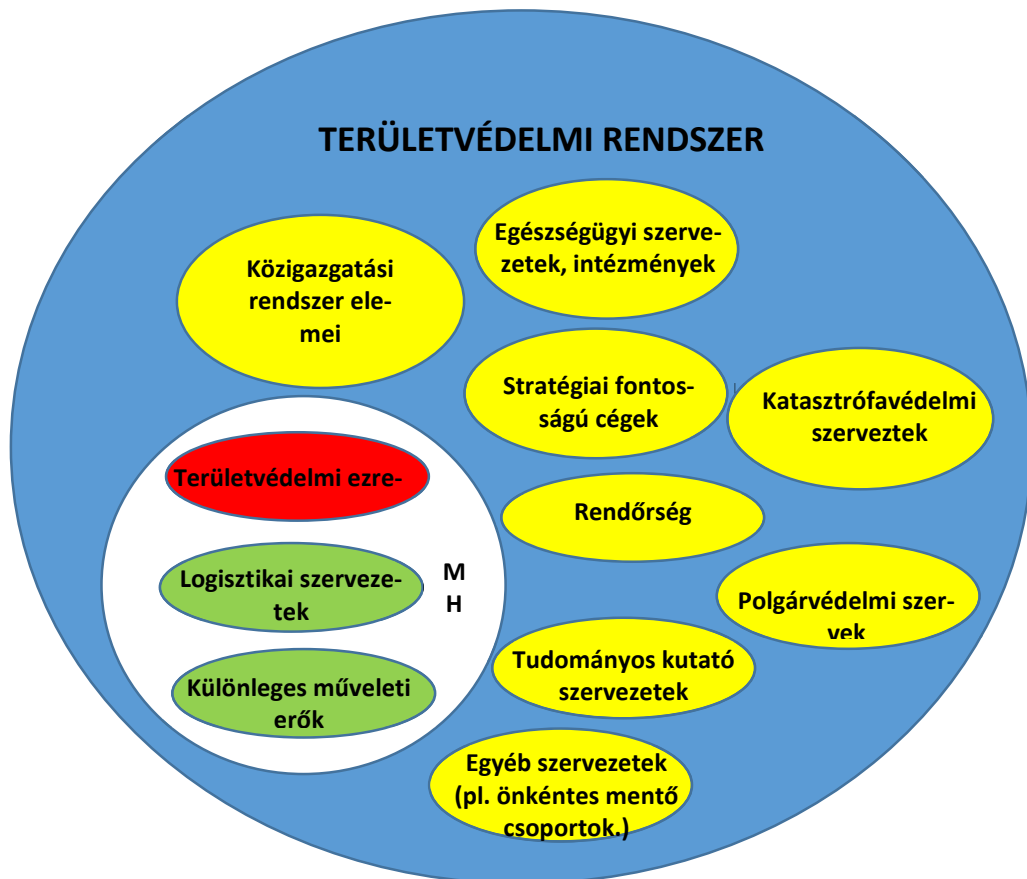 TERÜLETVÉDELMI RENDSZER
Egészségügyi szerve-
zetek, intézmények
Közigazgatási
rendszer ele-
mei
Stratégiai fontos-
ságú cégek
Katasztrófavédelmi
szerveztek
Területvédelmi ezre-
Rendőrség
Logisztikai szerveze-
tek
M
H
Polgárvédelmi szer-
vek
Tudományos kutató
szervezetek
Különleges műveleti
erők
Egyéb szervezetek
(pl. önkéntes mentő
csoportok.)